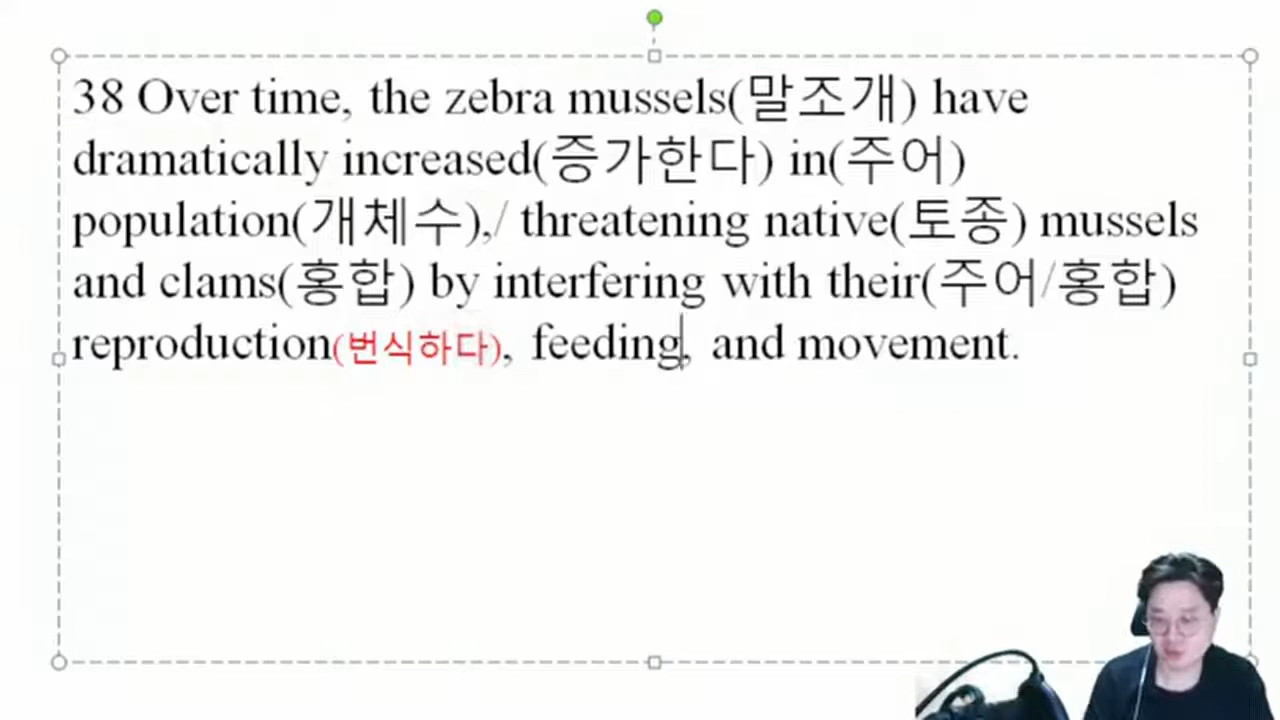 38 Over time, the zebra mussels(말조개) have
dramatically increased(증가한다) in(주어)
population(개체수),/ threatening native(토종) mussels
and clams(홍합) by interfering with their(주어/홍합)
reproduction(번식하다), feeding, and movement.